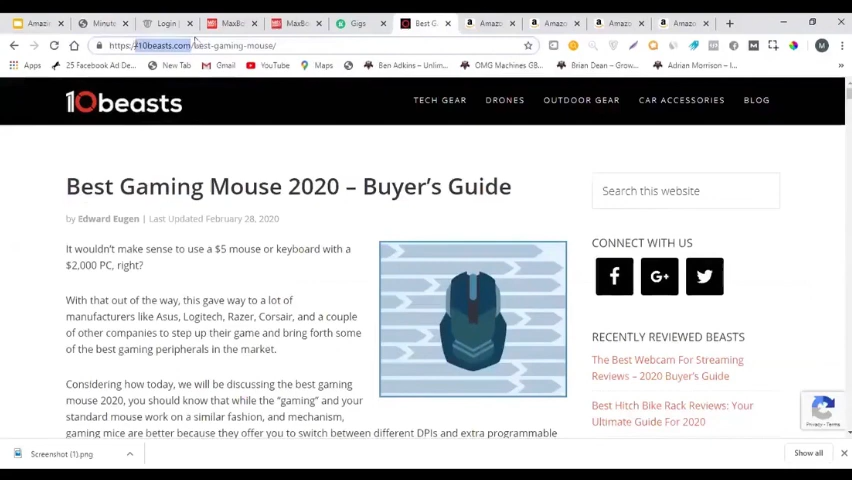 Amazi
Minute
Login
MaxBo
MaxBo
Gigs
Best G
Amazo
Amazo
Amazo
Amazo
https://10beasts.com/best-gaming-mouse/
M
25 Facebook Ad De...
New Tab
Gmail
YouTube
Maps
Ben Adkins – Unlim...
OMG Machines G8...
Brian Dean – Grow...
Adrian Morrison – I...
10beasts
TECH GEAR
DRONES
OUTDOOR GEAR
CAR ACCESSORIES
BLOG
Best Gaming Mouse 2020 – Buyer's Guide
by Edward Eugen | Last Updated February 28, 2020
It wouldn't make sense to use a $5 mouse or keyboard with a
$2,000 PC, right?
With that out of the way, this gave way to a lot of
manufacturers like Asus, Logitech, Razer, Corsair, and a couple
of other companies to step up their game and bring forth some
of the best gaming peripherals in the market.
Considering how today, we will be discussing the best gaming
mouse 2020, you should know that while the "gaming" and your
standard mouse work on a similar fashion, and mechanism,
gaming mice are better because they offer you to switch between different DPIs and extra programmable
Search this website
CONNECT WITH US
f
G+
RECENTLY REVIEWED BEASTS
The Best Webcam For Streaming
Reviews – 2020 Buyer's Guide
Best Hitch Bike Rack Reviews: Your
Ultimate Guide For 2020
Privacy - Terms
Screenshot (1).png
Show all